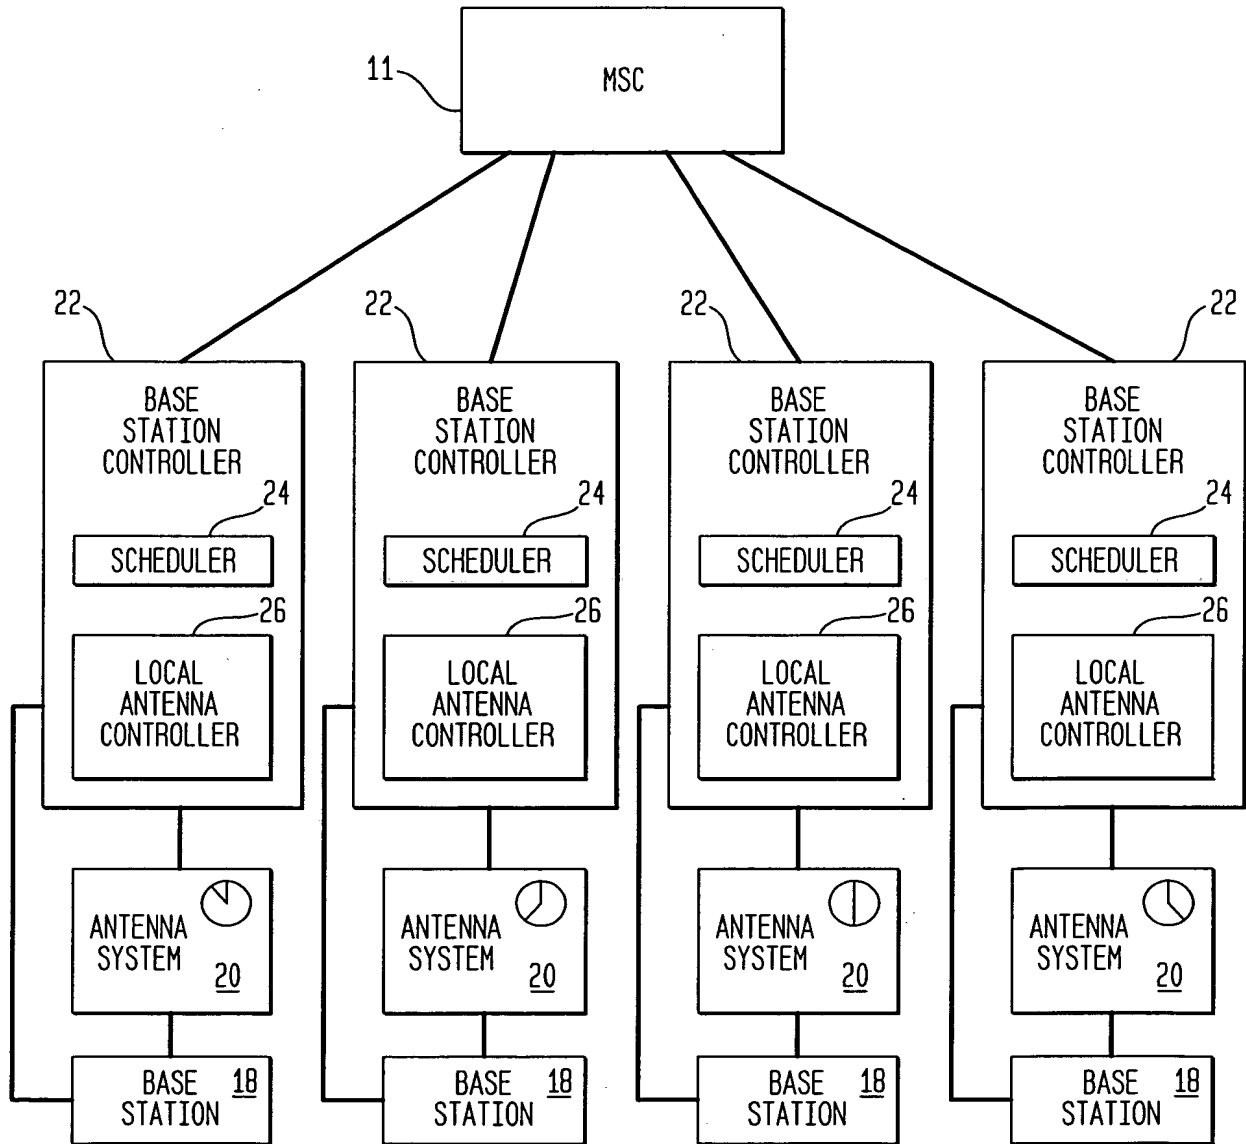 11
MSC
22
22
22
22
BASE
STATION
CONTROLLER
24
SCHEDULER
26
LOCAL
ANTENNA
CONTROLLER
ANTENNA
SYSTEM
20
BASE
STATION
18
BASE
STATION
CONTROLLER
24
SCHEDULER
26
LOCAL
ANTENNA
CONTROLLER
ANTENNA
SYSTEM
20
BASE
STATION
18
BASE
STATION
CONTROLLER
24
SCHEDULER
26
LOCAL
ANTENNA
CONTROLLER
ANTENNA
SYSTEM
20
BASE
STATION
18
BASE
STATION
CONTROLLER
24
SCHEDULER
26
LOCAL
ANTENNA
CONTROLLER
ANTENNA
SYSTEM
20
BASE
STATION
18